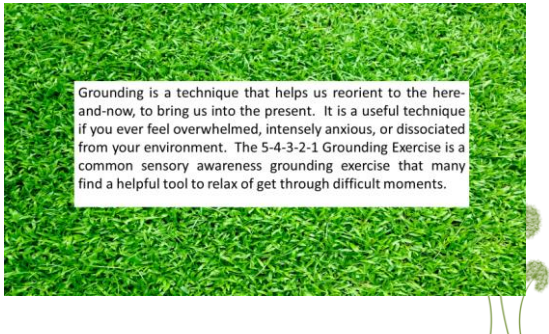 Grounding is a technique that helps us reorient to the here-
and-now, to bring us into the present. It is a useful technique
if you ever feel overwhelmed, intensely anxious, or dissociated
from your environment. The 5-4-3-2-1 Grounding Exercise is a
common sensory awareness grounding exercise that many
find a helpful tool to relax of get through difficult moments.